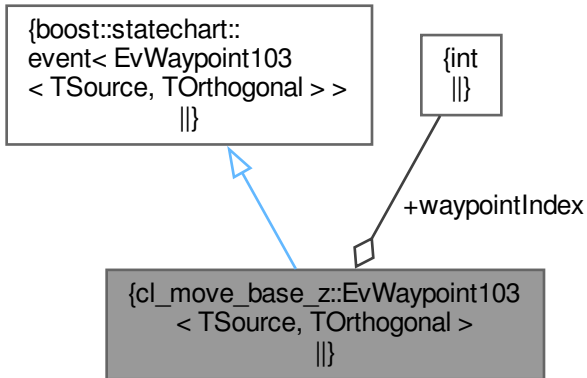 {boost::statechart::
event< EvWaypoint103
< TSource, TOrthogonal > >
||}
{int
||}
+waypointIndex
{cl_move_base_z::EvWaypoint103
< TSource, TOrthogonal >
||}